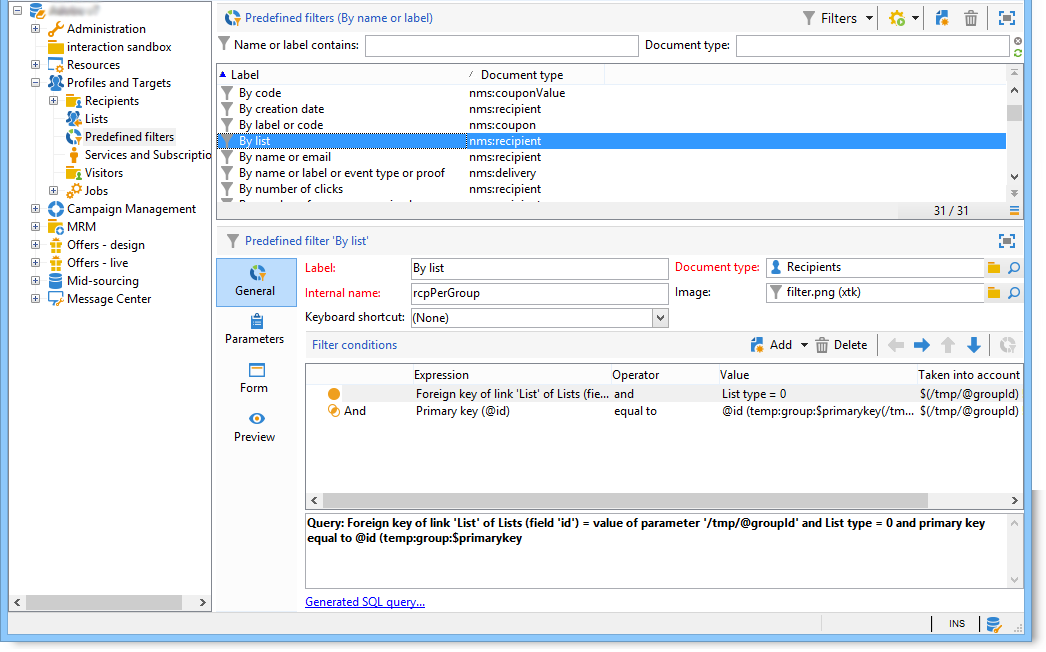 Administration
interaction sandbox
Resources
Profiles and Targets
Recipients
Lists
Predefined filters
Services and Subscriptio
Visitors
Jobs
Campaign Management
MRM
Offers - design
Offers - live
Mid-sourcing
Message Center
Predefined filters (By name or label)
Filters
Name or label contains:
Document type:
Label
Document type
By code nms:couponValue
By creation date nms:recipient
By label or code nms:coupon
By list nms:recipient
By name or email nms:recipient
By name or label or event type or proof nms:delivery
By number of clicks nms:recipient
31 / 31
Predefined filter 'By list'
General
Parameters
Form
Preview
Label: By list Document type: Recipients
Internal name: rcpPerGroup Image: filter.png (xtk)
Keyboard shortcut: (None)
Filter conditions Add Delete
Expression Operator Value Taken into account
Foreign key of link 'List' of Lists (fie... and List type = 0 $(/tmp/@groupId)
And Primary key (@id) equal to @id (temp:group:$primarykey(/tm... $(/tmp/@groupId)
Query: Foreign key of link 'List' of Lists (field 'id') = value of parameter '/tmp/@groupId' and List type = 0 and primary key
equal to @id (temp:group:$primarykey
Generated SQL query...
INS